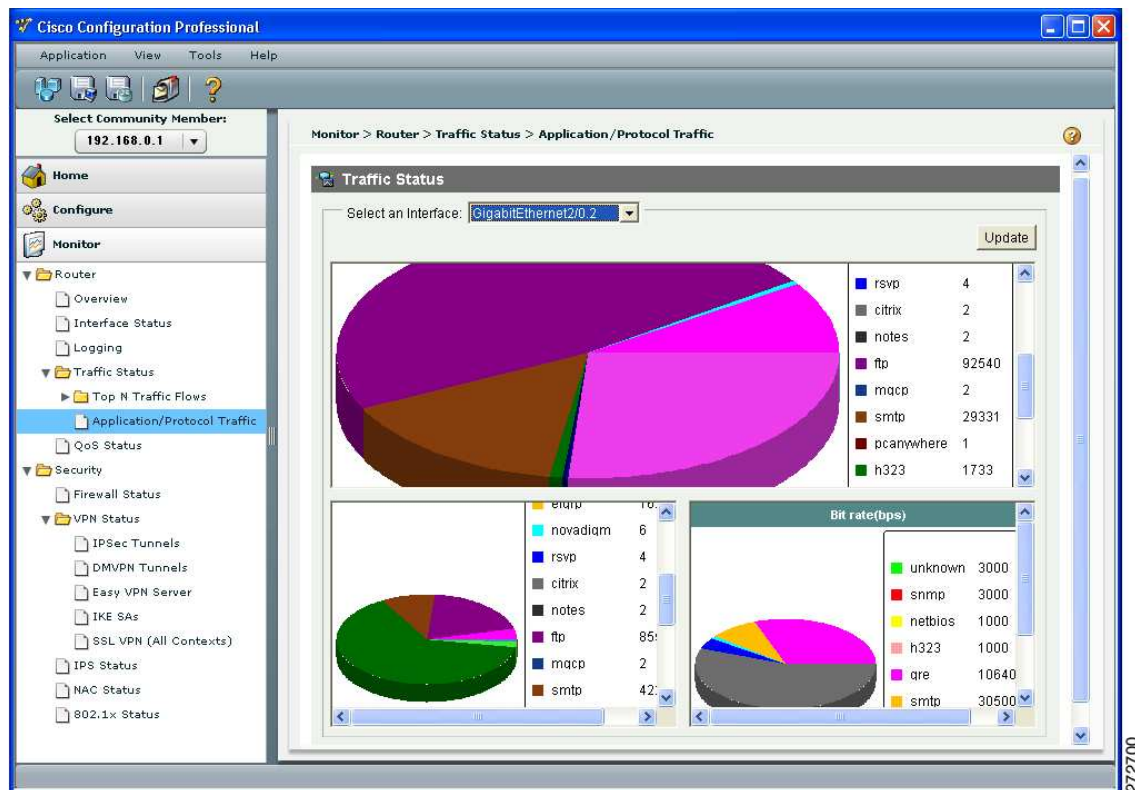 Cisco Configuration Professional
Application View Tools Help
Select Community Member:
192.168.0.1
Home
Configure
Monitor
Router
Overview
Interface Status
Logging
Traffic Status
Top N Traffic Flows
Application/Protocol Traffic
QoS Status
Security
Firewall Status
VPN Status
IPSec Tunnels
DMVPN Tunnels
Easy VPN Server
IKE SAs
SSL VPN (All Contexts)
IPS Status
NAC Status
802.1x Status
Monitor > Router > Traffic Status > Application/Protocol Traffic
Traffic Status
Select an Interface: GigabitEthernet2/0.2
Update
rsvp 4
citrix 2
notes 2
ftp 92540
mgcp 2
smtp 29331
pcanywhere 1
h323 1733
novadigm 6
rsvp 4
citrix 2
notes 2
ftp
mgcp 2
smtp
Bit rate(bps)
unknown 3000
snmp 3000
netbios 1000
h323 1000
gre 10640
smtp 30500
272700